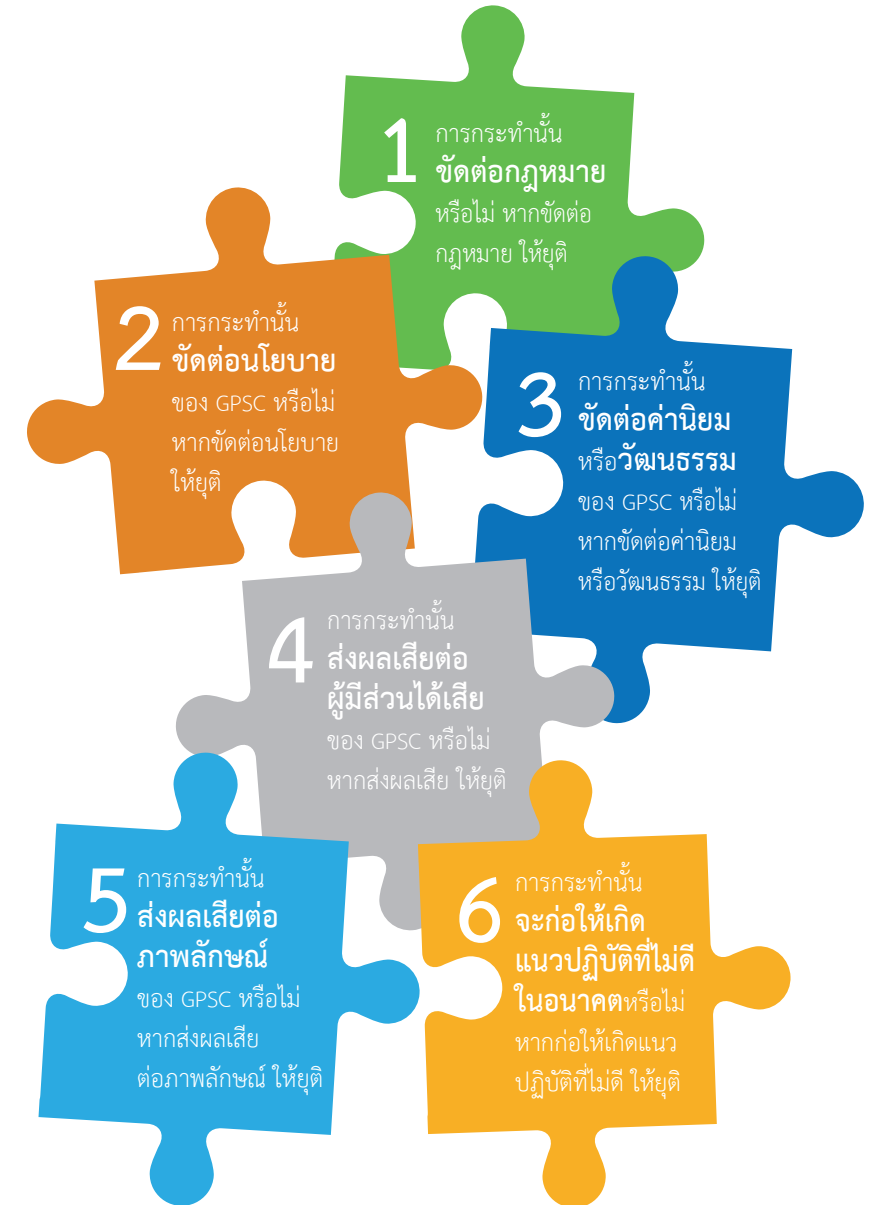 1
การกระทำนั้น
ขัดต่อกฎหมาย
หรือไม่ หากขัดต่อ
กฎหมาย ให้ยุติ
2
การกระทำนั้น
ขัดต่อนโยบาย
ของ GPSC หรือไม่
หากขัดต่อนโยบาย
ให้ยุติ
3
การกระทำนั้น
ขัดต่อค่านิยม
หรือวัฒนธรรม
ของ GPSC หรือไม่
หากขัดต่อค่านิยม
หรือวัฒนธรรม ให้ยุติ
4
การกระทำนั้น
ส่งผลเสียต่อ
ผู้มีส่วนได้เสีย
ของ GPSC หรือไม่
หากส่งผลเสีย ให้ยุติ
5
การกระทำนั้น
ส่งผลเสียต่อ
ภาพลักษณ์
ของ GPSC หรือไม่
หากส่งผลเสีย
ต่อภาพลักษณ์ ให้ยุติ
6
การกระทำนั้น
จะก่อให้เกิด
แนวปฏิบัติที่ไม่ดี
ในอนาคตหรือไม่
หากก่อให้เกิดแนว
ปฏิบัติที่ไม่ดี ให้ยุติ